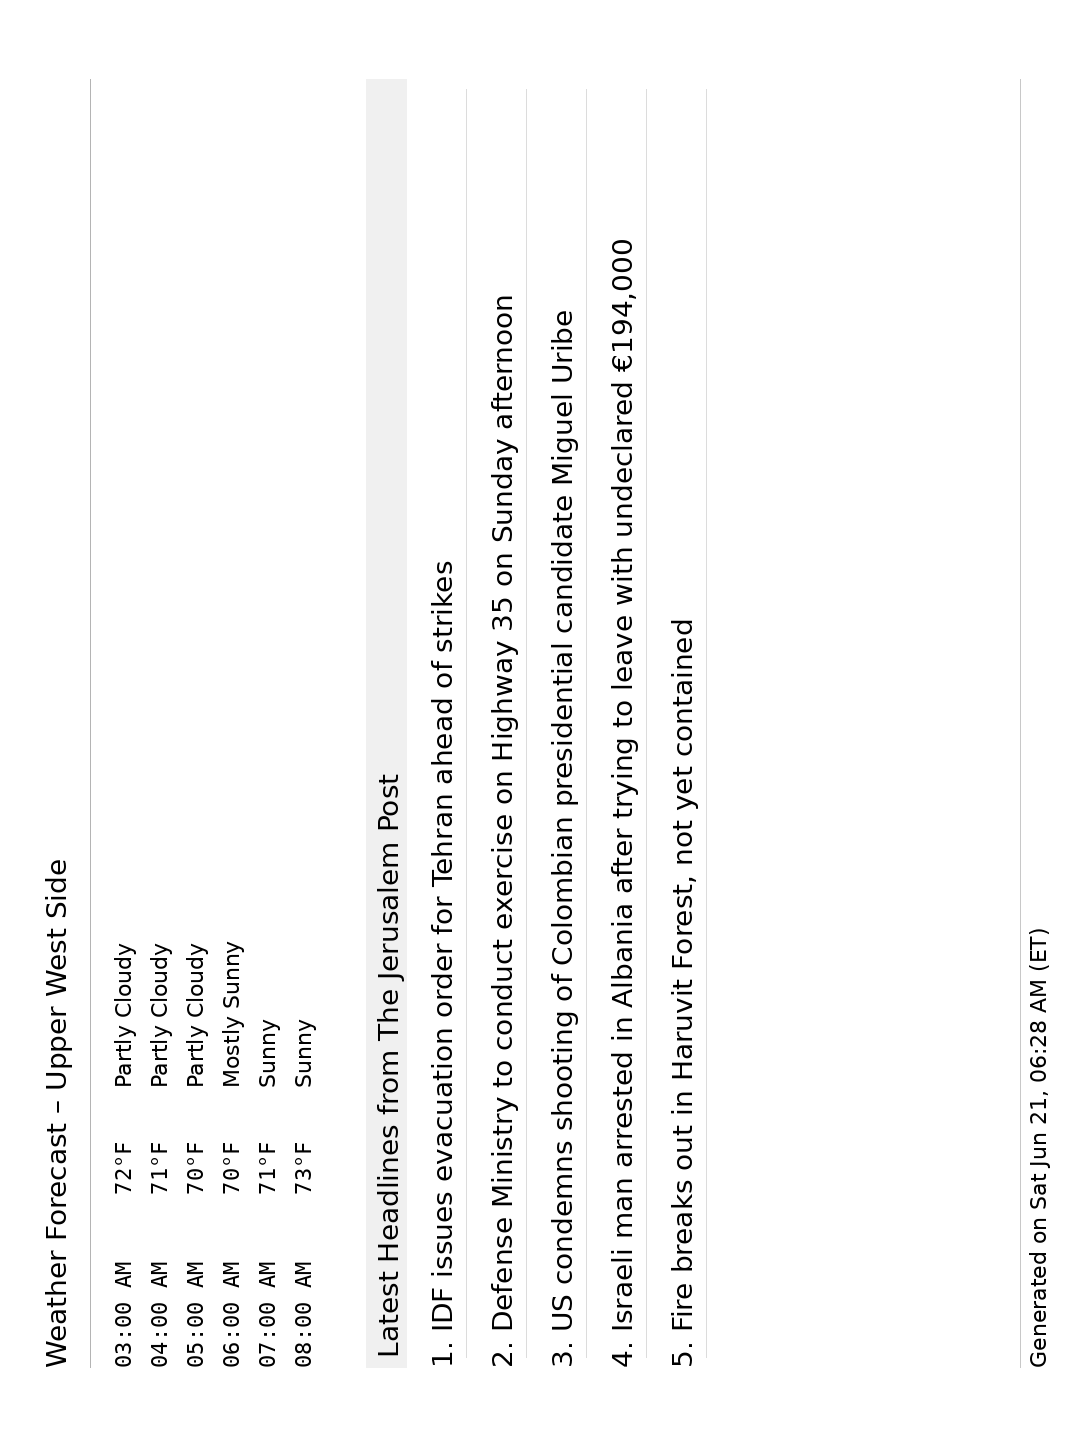 Weather Forecast – Upper West Side
03:00 AM 72°F Partly Cloudy
04:00 AM 71°F Partly Cloudy
05:00 AM 70°F Partly Cloudy
06:00 AM 70°F Mostly Sunny
07:00 AM 71°F Sunny
08:00 AM 73°F Sunny
Latest Headlines from The Jerusalem Post
1. IDF issues evacuation order for Tehran ahead of strikes
2. Defense Ministry to conduct exercise on Highway 35 on Sunday afternoon
3. US condemns shooting of Colombian presidential candidate Miguel Uribe
4. Israeli man arrested in Albania after trying to leave with undeclared €194,000
5. Fire breaks out in Haruvit Forest, not yet contained
Generated on Sat Jun 21, 06:28 AM (ET)